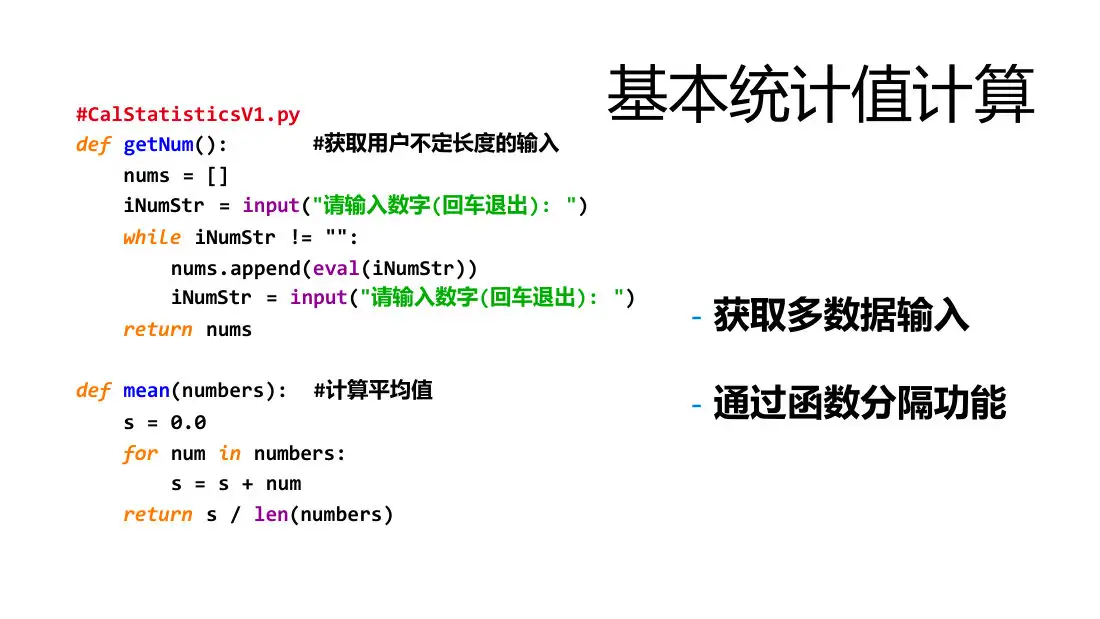 基本统计值计算
#CalStatisticsV1.py
def getNum():       #获取用户不定长度的输入
    nums = []
    iNumStr = input("请输入数字(回车退出): ")
    while iNumStr != "":
        nums.append(eval(iNumStr))
        iNumStr = input("请输入数字(回车退出): ")
    return nums

def mean(numbers):  #计算平均值
    s = 0.0
    for num in numbers:
        s = s + num
    return s / len(numbers)
- 获取多数据输入
- 通过函数分隔功能